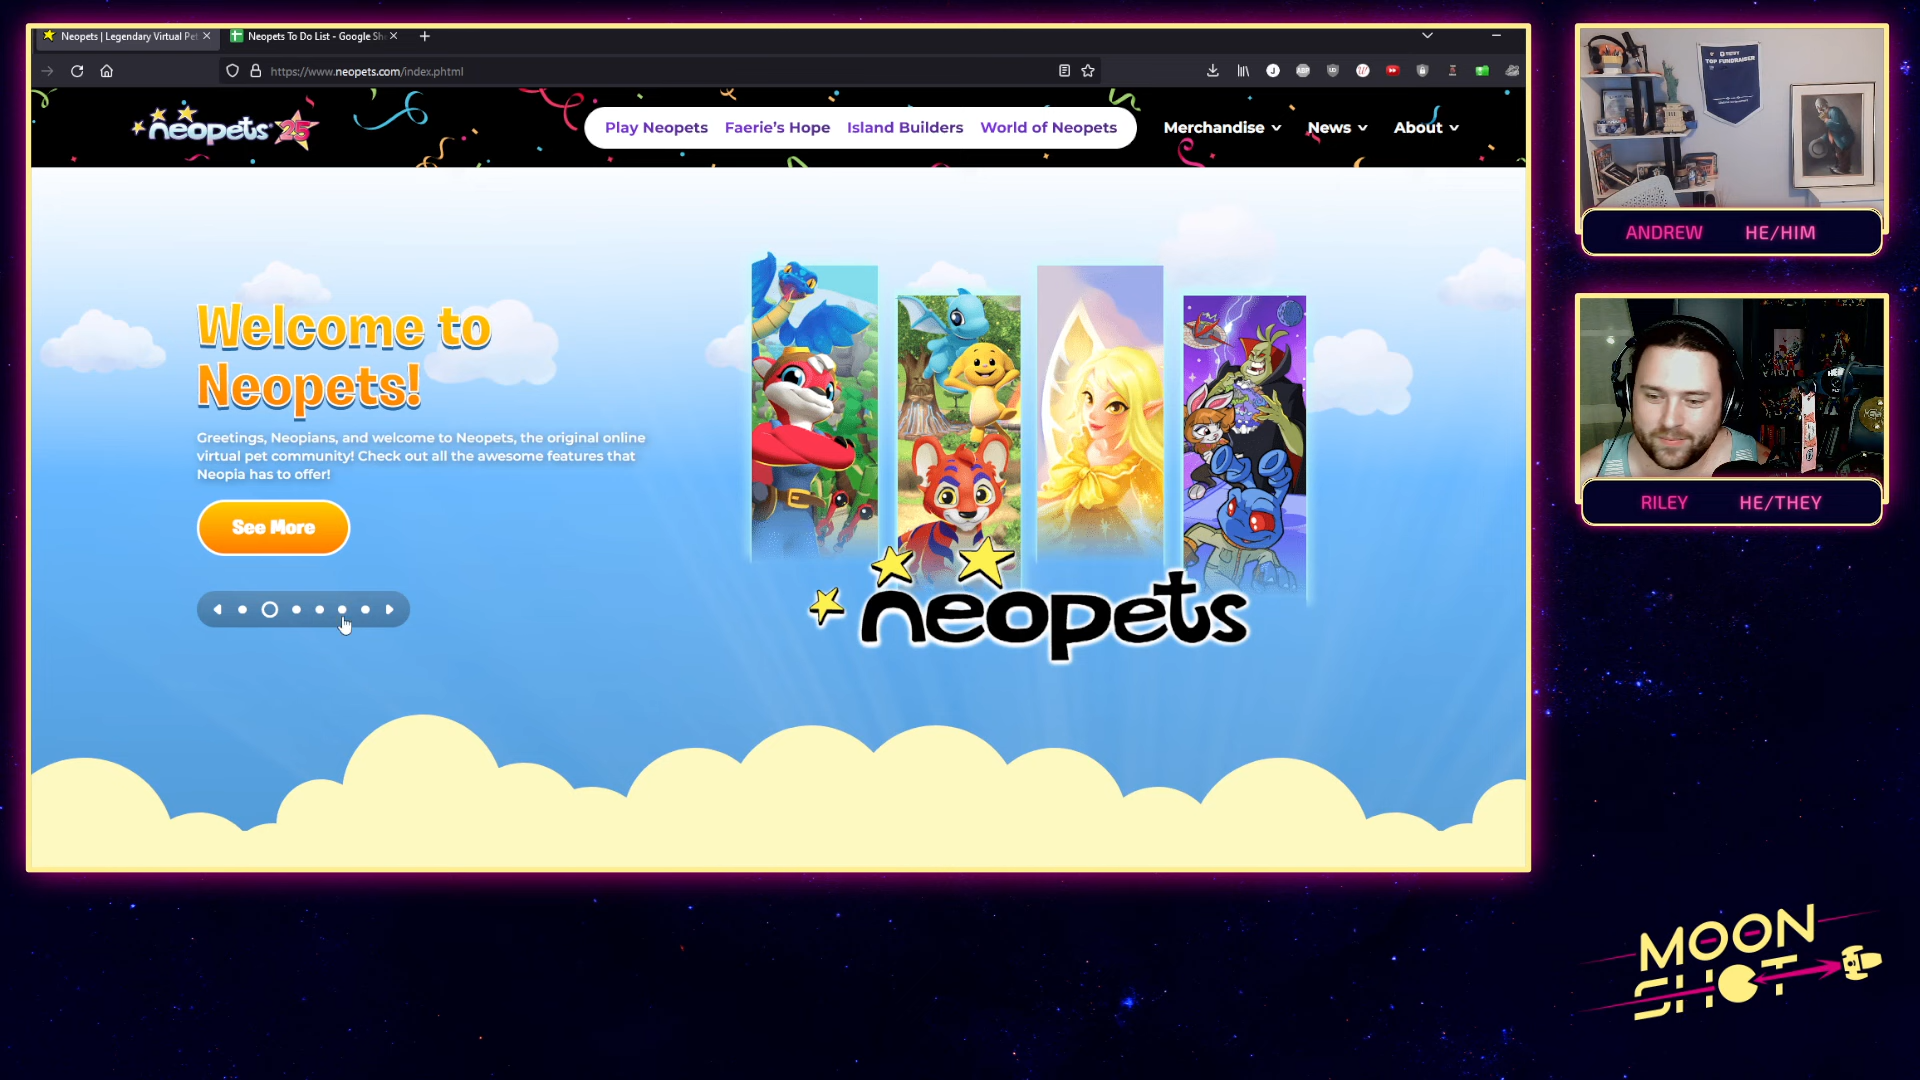 Neopets | Legendary Virtual Pe
Neopets To Do List - Google Sh
https://www.neopets.com/index.phtml
neopets 25
Play Neopets Faerie's Hope Island Builders World of Neopets
Merchandise News About
Welcome to
Neopets!
Greetings, Neopians, and welcome to Neopets, the original online
virtual pet community! Check out all the awesome features that
Neopia has to offer!
See More
neopets
TOP FUNDRAISER
ANDREW HE/HIM
RILEY HE/THEY
MOON
SHOT